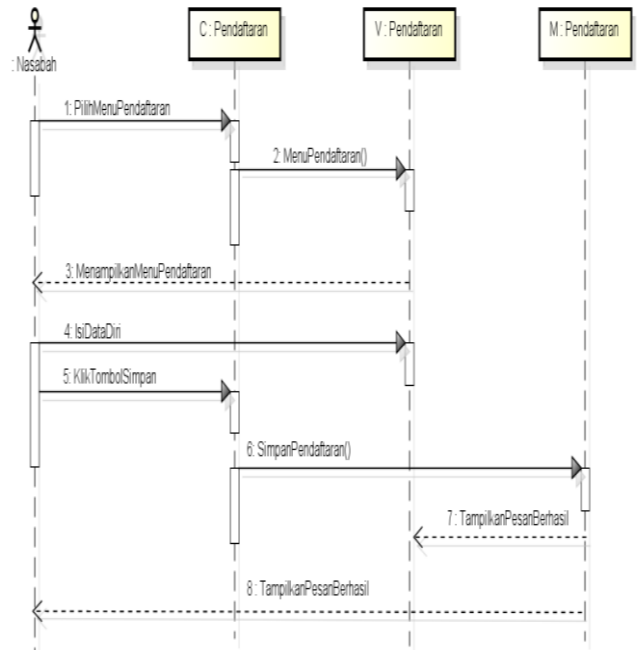 : Nasabah
C : Pendaftaran
V : Pendaftaran
M : Pendaftaran
1: PilihMenuPendaftaran
2: MenuPendaftaran()
3: MenampilkanMenuPendaftaran
4: IsiDataDiri
5: KlikTombolSimpan
6: SimpanPendaftaran()
7 : TampilkanPesanBerhasil
8 : TampilkanPesanBerhasil